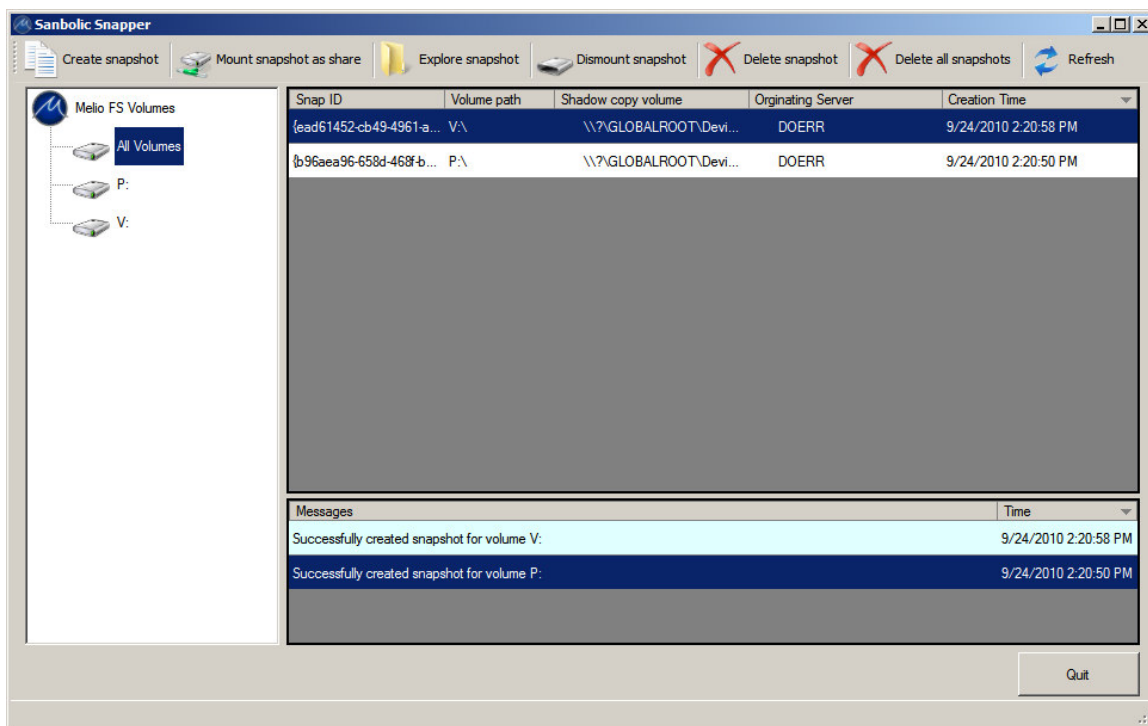 Sanbolic Snapper
Create snapshot Mount snapshot as share Explore snapshot Dismount snapshot Delete snapshot Delete all snapshots Refresh
Melio FS Volumes
All Volumes
P:
V:
Snap ID Volume path Shadow copy volume Orginating Server Creation Time
{ead61452-cb49-4961-a... V:\ \\?\GLOBALROOT\Devi... DOERR 9/24/2010 2:20:58 PM
{b96aea96-658d-468f-b... P:\ \\?\GLOBALROOT\Devi... DOERR 9/24/2010 2:20:50 PM
Messages Time
Successfully created snapshot for volume V: 9/24/2010 2:20:58 PM
Successfully created snapshot for volume P: 9/24/2010 2:20:50 PM
Quit